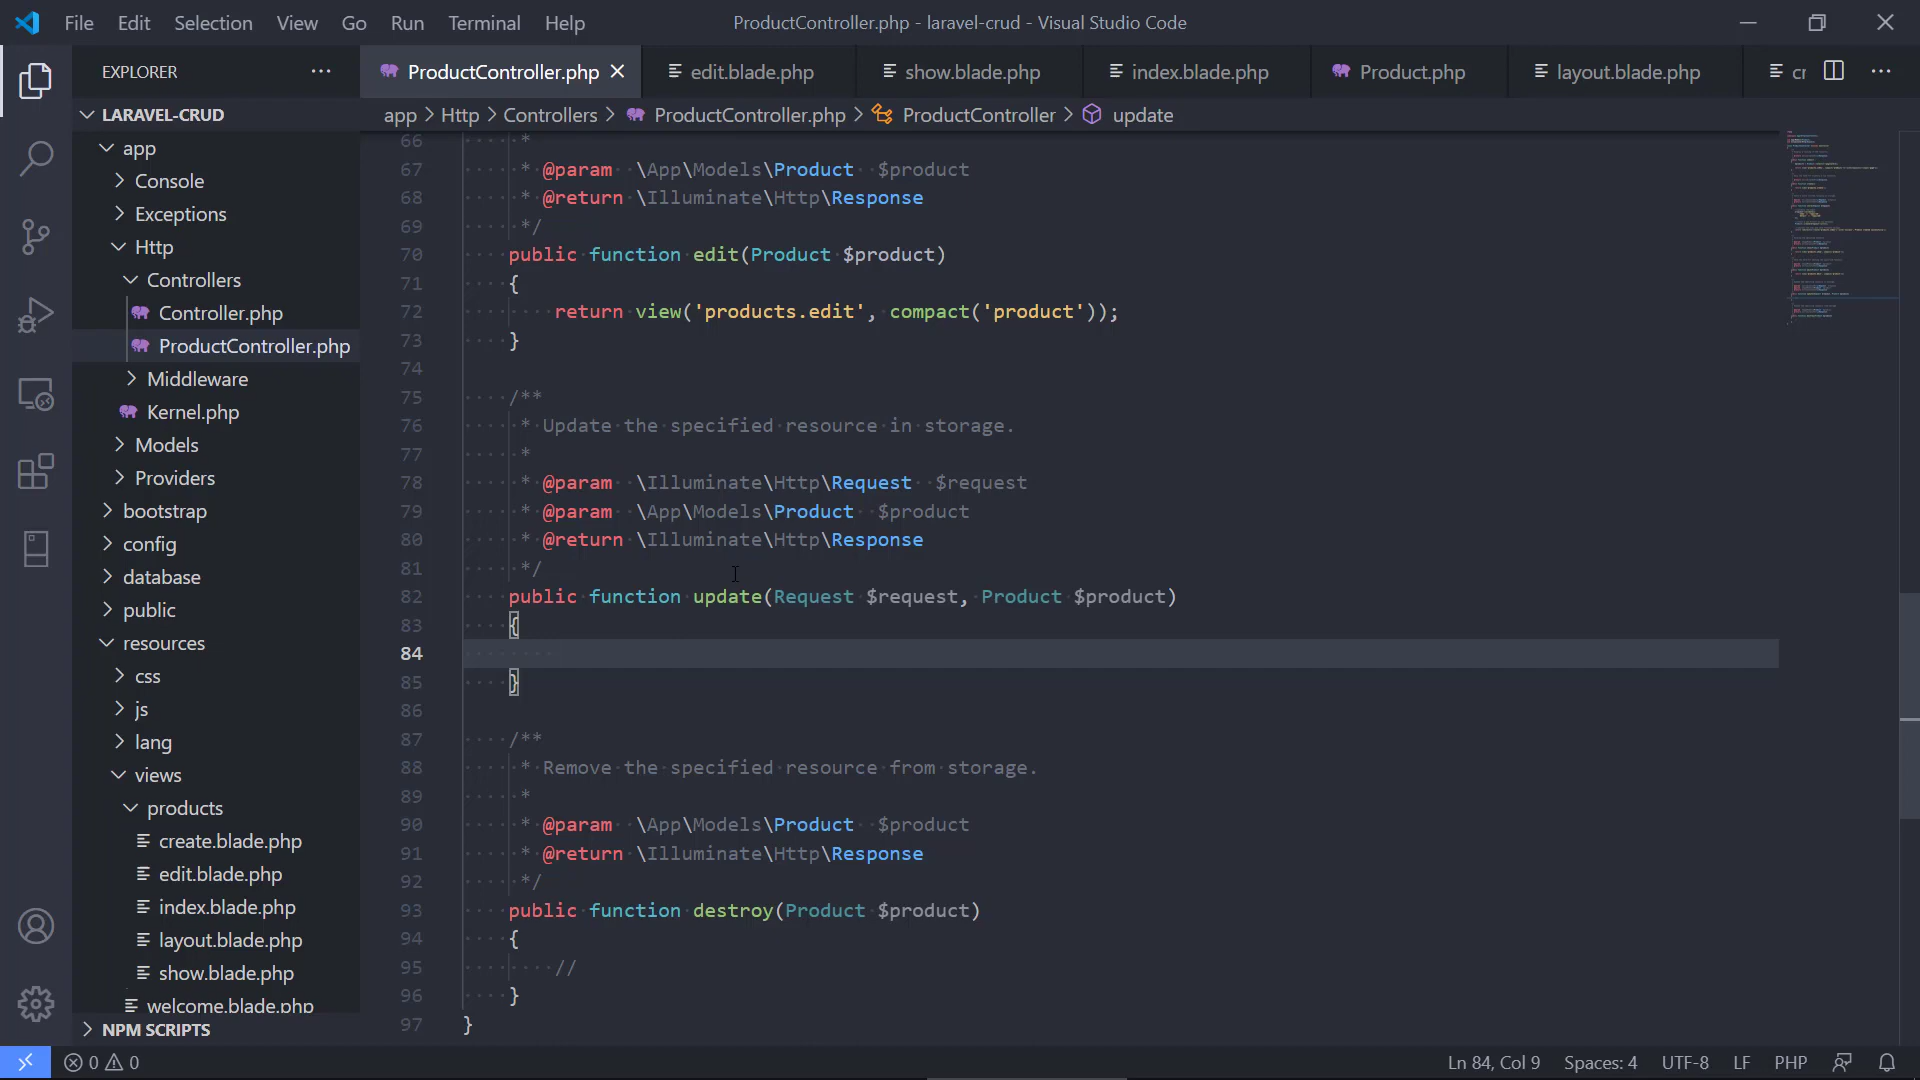 File Edit Selection View Go Run Terminal Help
ProductController.php - laravel-crud - Visual Studio Code
EXPLORER
ProductController.php
edit.blade.php
show.blade.php
index.blade.php
Product.php
layout.blade.php
cr
LARAVEL-CRUD
app > Http > Controllers > ProductController.php > ProductController > update
app
Console
Exceptions
Http
Controllers
Controller.php
ProductController.php
Middleware
Kernel.php
Models
Providers
bootstrap
config
database
public
resources
css
js
lang
views
products
create.blade.php
edit.blade.php
index.blade.php
layout.blade.php
show.blade.php
welcome.blade.php
NPM SCRIPTS
66 *
67 * @param \App\Models\Product $product
68 * @return \Illuminate\Http\Response
69 */
70 public function edit(Product $product)
71 {
72 return view('products.edit', compact('product'));
73 }
74
75 /**
76 * Update the specified resource in storage.
77 *
78 * @param \Illuminate\Http\Request $request
79 * @param \App\Models\Product $product
80 * @return \Illuminate\Http\Response
81 */
82 public function update(Request $request, Product $product)
83 {
84
85 }
86
87 /**
88 * Remove the specified resource from storage.
89 *
90 * @param \App\Models\Product $product
91 * @return \Illuminate\Http\Response
92 */
93 public function destroy(Product $product)
94 {
95 //
96 }
97 }
0 0
Ln 84, Col 9 Spaces: 4 UTF-8 LF PHP